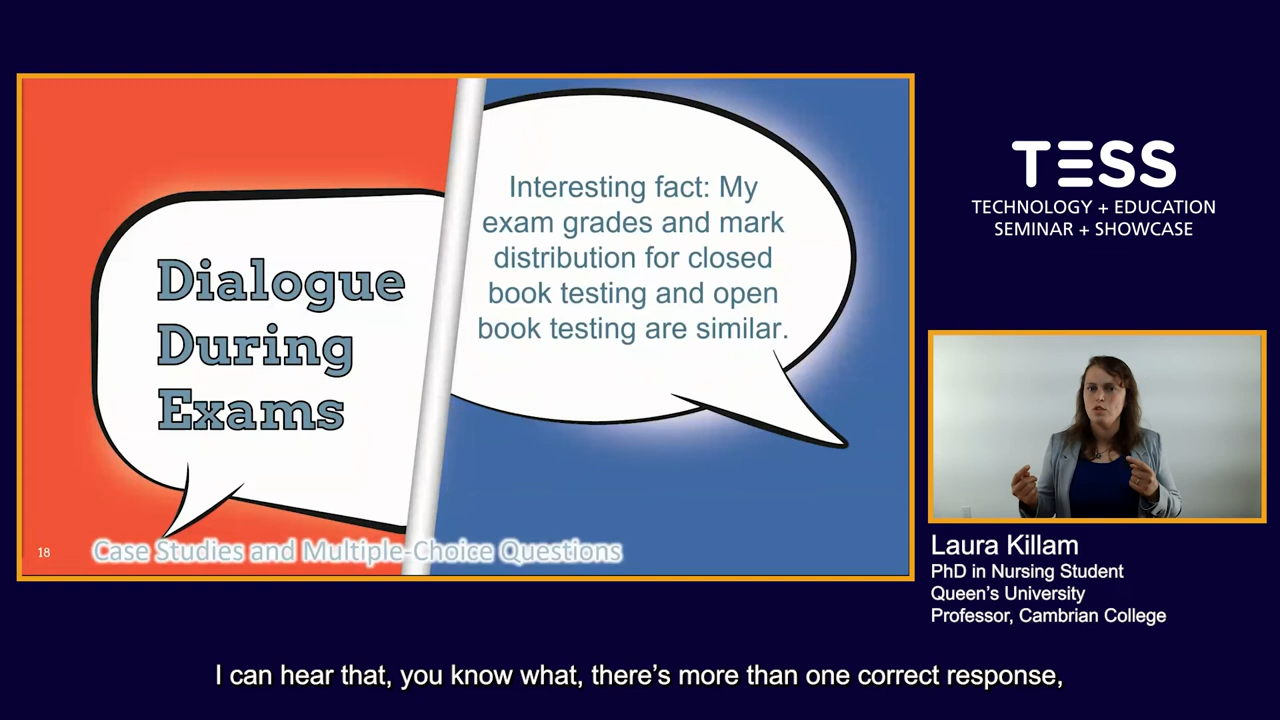 Dialogue
During
Exams
Interesting fact: My
exam grades and mark
distribution for closed
book testing and open
book testing are similar.
18
Case Studies and Multiple-Choice Questions
TESS
TECHNOLOGY + EDUCATION
SEMINAR + SHOWCASE
Laura Killam
PhD in Nursing Student
Queen's University
Professor, Cambrian College
I can hear that, you know what, there's more than one correct response,